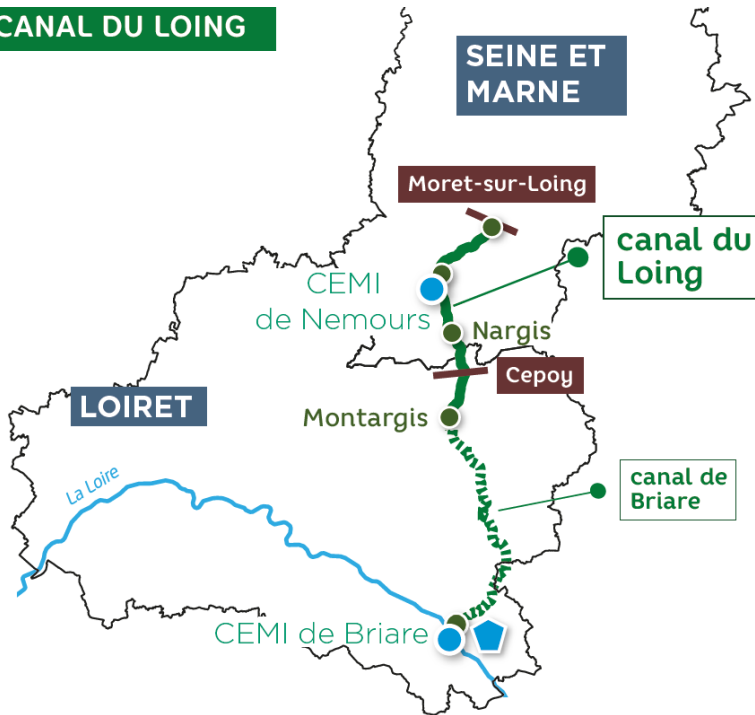 CANAL DU LOING
SEINE ET
MARNE
Moret-sur-Loing
canal du
Loing
CEMI
de Nemours
Nargis
Cepoy
LOIRET
Montargis
La Loire
canal de
Briare
CEMI de Briare